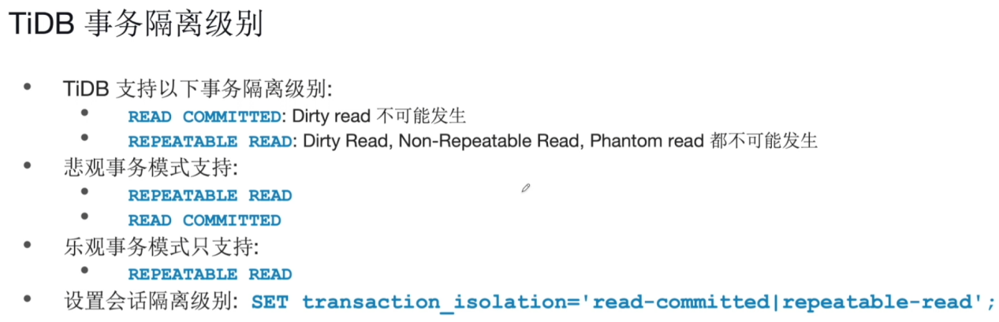 TiDB 事务隔离级别
• TiDB 支持以下事务隔离级别:
• READ COMMITTED: Dirty read 不可能发生
• REPEATABLE READ: Dirty Read, Non-Repeatable Read, Phantom read 都不可能发生
• 悲观事务模式支持:
• REPEATABLE READ
• READ COMMITTED
• 乐观事务模式只支持:
• REPEATABLE READ
• 设置会话隔离级别: SET transaction_isolation='read-committed|repeatable-read';